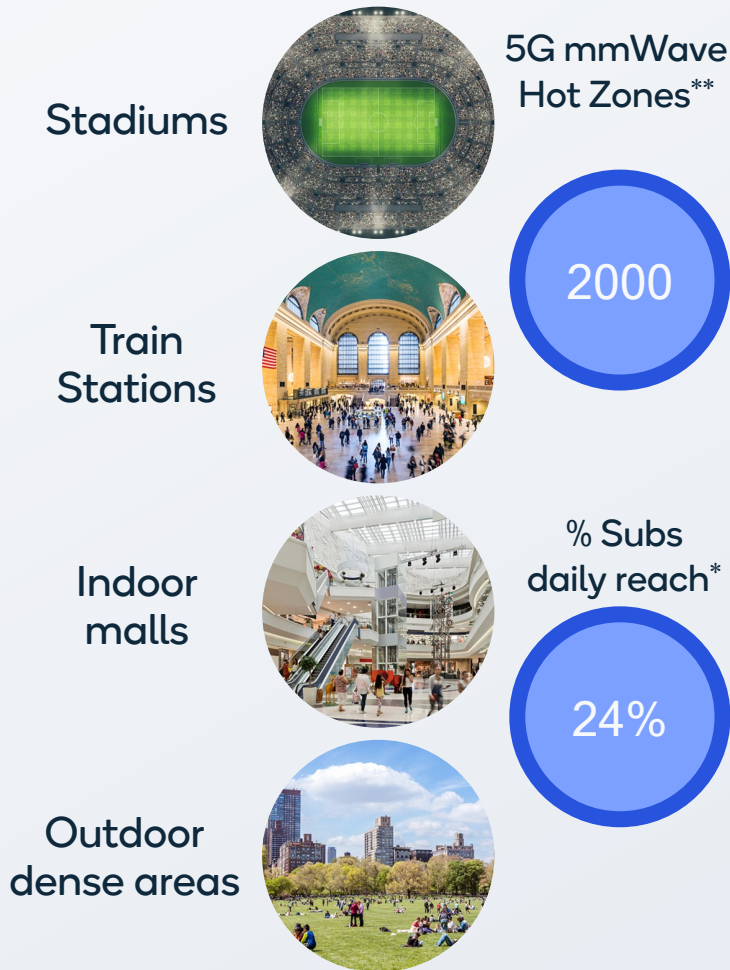 Stadiums
5G mmWave
Hot Zones**
2000
Train
Stations
Indoor
malls
% Subs
daily reach*
24%
Outdoor
dense areas